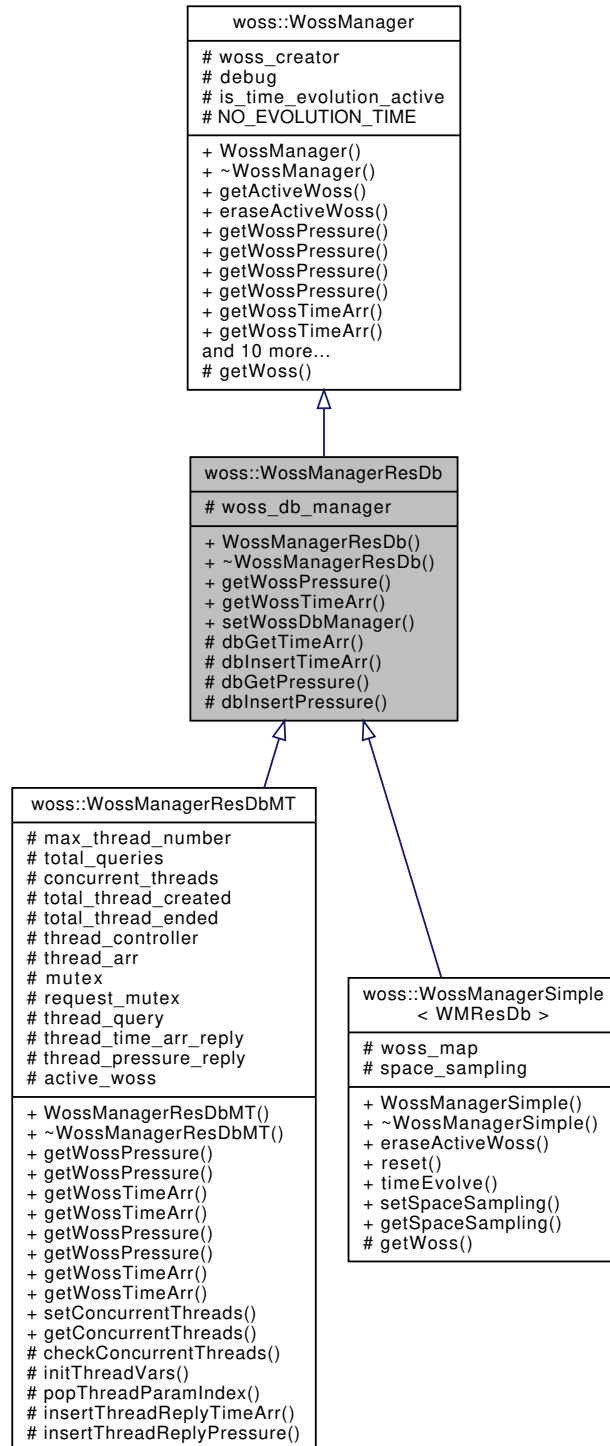 woss::WossManager
# woss_creator
# debug
# is_time_evolution_active
# NO_EVOLUTION_TIME
+ WossManager()
+ ~WossManager()
+ getActiveWoss()
+ eraseActiveWoss()
+ getWossPressure()
+ getWossPressure()
+ getWossPressure()
+ getWossPressure()
+ getWossTimeArr()
+ getWossTimeArr()
and 10 more...
# getWoss()
woss::WossManagerResDb
# woss_db_manager
+ WossManagerResDb()
+ ~WossManagerResDb()
+ getWossPressure()
+ getWossTimeArr()
+ setWossDbManager()
# dbGetTimeArr()
# dbInsertTimeArr()
# dbGetPressure()
# dbInsertPressure()
woss::WossManagerResDbMT
# max_thread_number
# total_queries
# concurrent_threads
# total_thread_created
# total_thread_ended
# thread_controller
# thread_arr
# mutex
# request_mutex
# thread_query
# thread_time_arr_reply
# thread_pressure_reply
# active_woss
+ WossManagerResDbMT()
+ ~WossManagerResDbMT()
+ getWossPressure()
+ getWossPressure()
+ getWossTimeArr()
+ getWossTimeArr()
+ getWossPressure()
+ getWossPressure()
+ getWossTimeArr()
+ getWossTimeArr()
+ setConcurrentThreads()
+ getConcurrentThreads()
# checkConcurrentThreads()
# initThreadVars()
# popThreadParamIndex()
# insertThreadReplyTimeArr()
# insertThreadReplyPressure()
woss::WossManagerSimple
< WMResDb >
# woss_map
# space_sampling
+ WossManagerSimple()
+ ~WossManagerSimple()
+ eraseActiveWoss()
+ reset()
+ timeEvolve()
+ setSpaceSampling()
+ getSpaceSampling()
# getWoss()